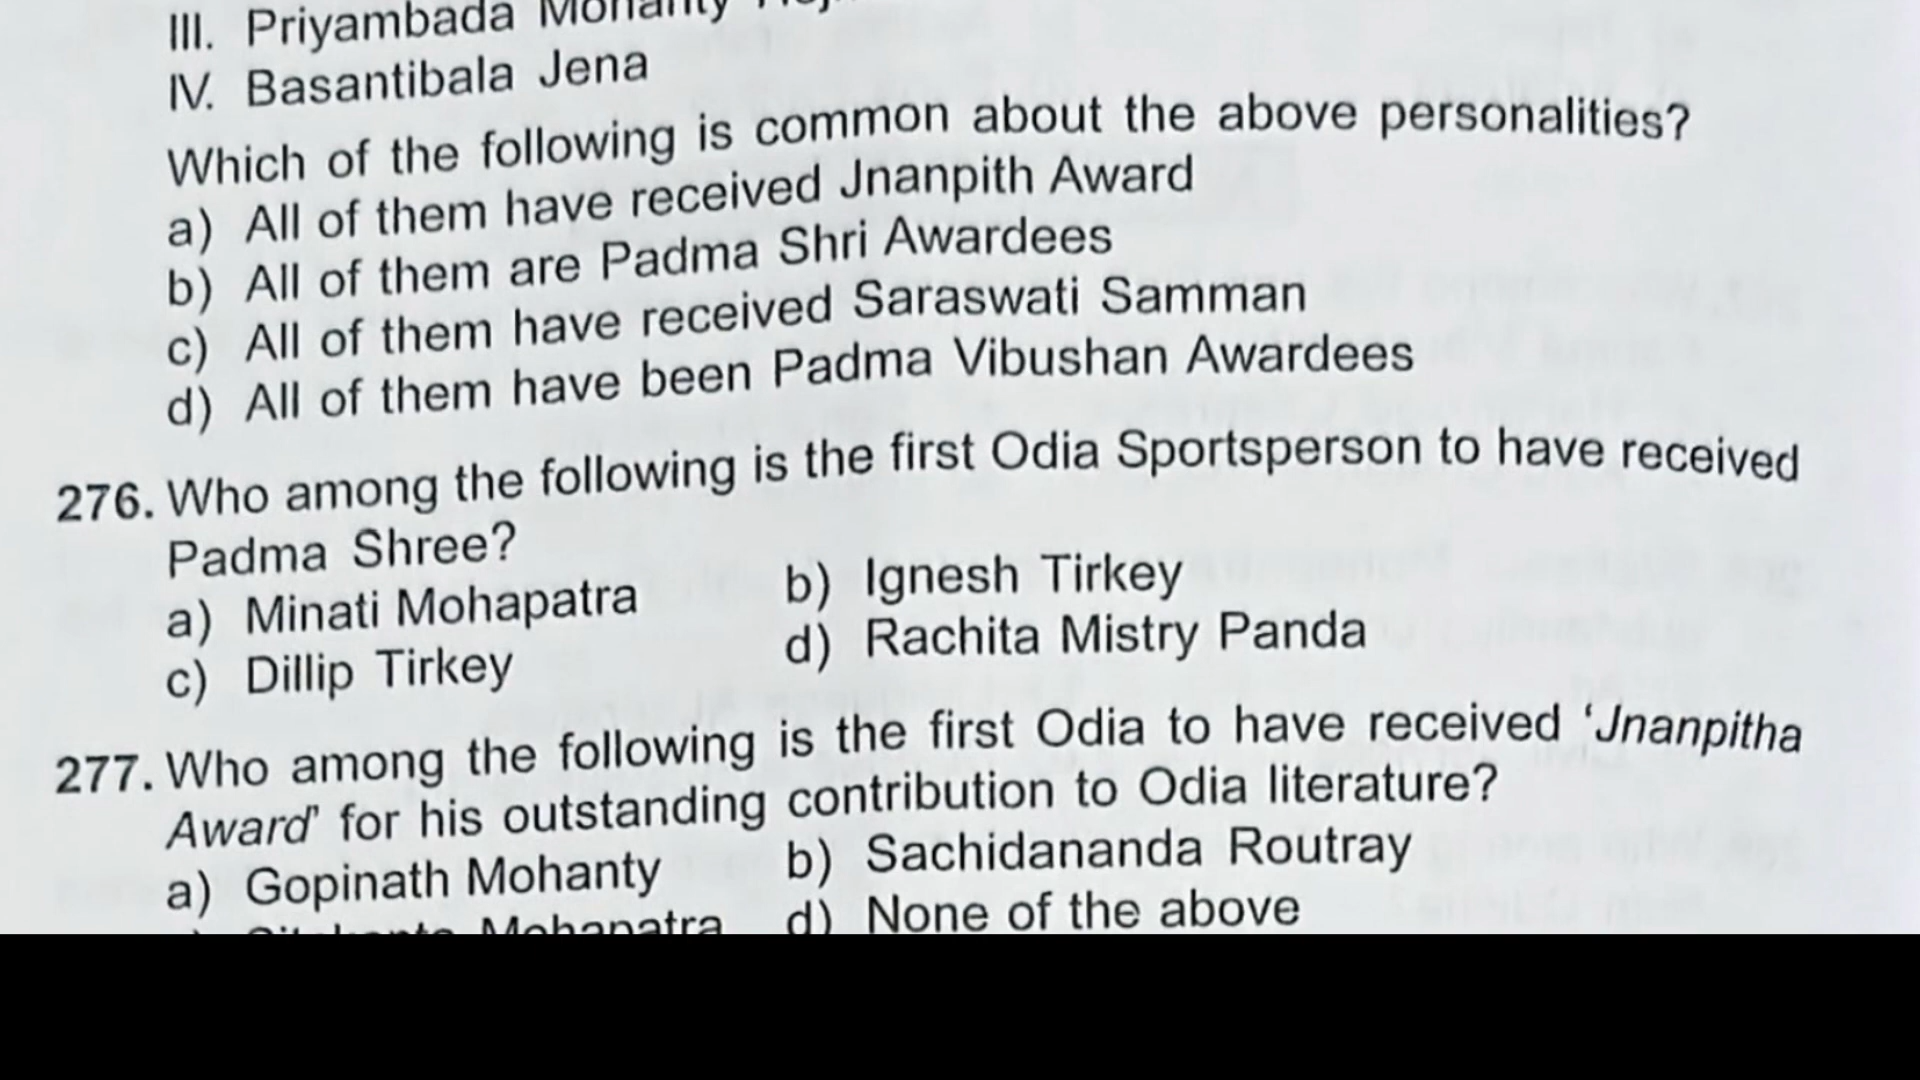 III. Priyambada Mohanty
IV. Basantibala Jena
Which of the following is common about the above personalities?
a) All of them have received Jnanpith Award
b) All of them are Padma Shri Awardees
c) All of them have received Saraswati Samman
d) All of them have been Padma Vibushan Awardees
276. Who among the following is the first Odia Sportsperson to have received
Padma Shree?
a) Minati Mohapatra b) Ignesh Tirkey
c) Dillip Tirkey d) Rachita Mistry Panda
277. Who among the following is the first Odia to have received 'Jnanpitha
Award' for his outstanding contribution to Odia literature?
a) Gopinath Mohanty b) Sachidananda Routray
Mohapatra d) None of the above